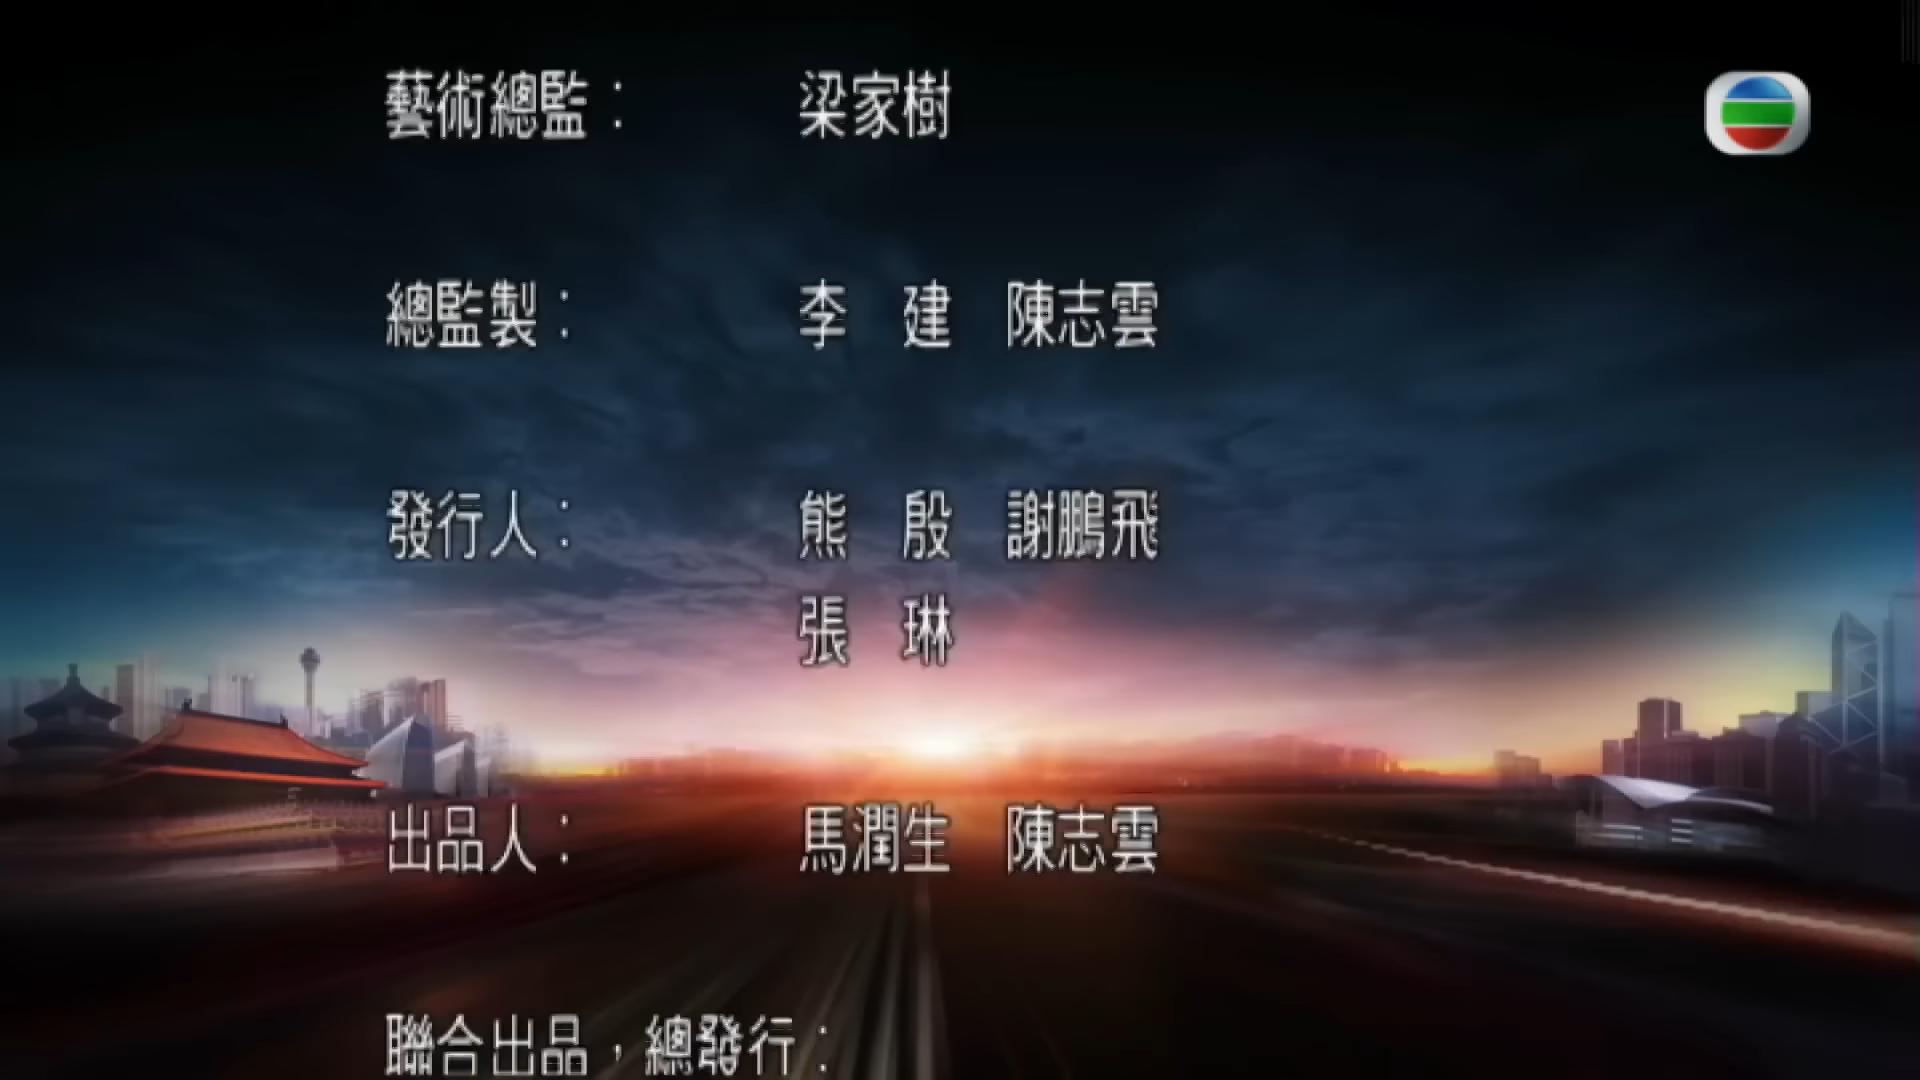 藝術總監： 梁家樹
總監製： 李 建 陳志雲
發行人： 熊 殷 謝鵬飛
張 琳
出品人： 馬潤生 陳志雲
聯合出品，總發行：